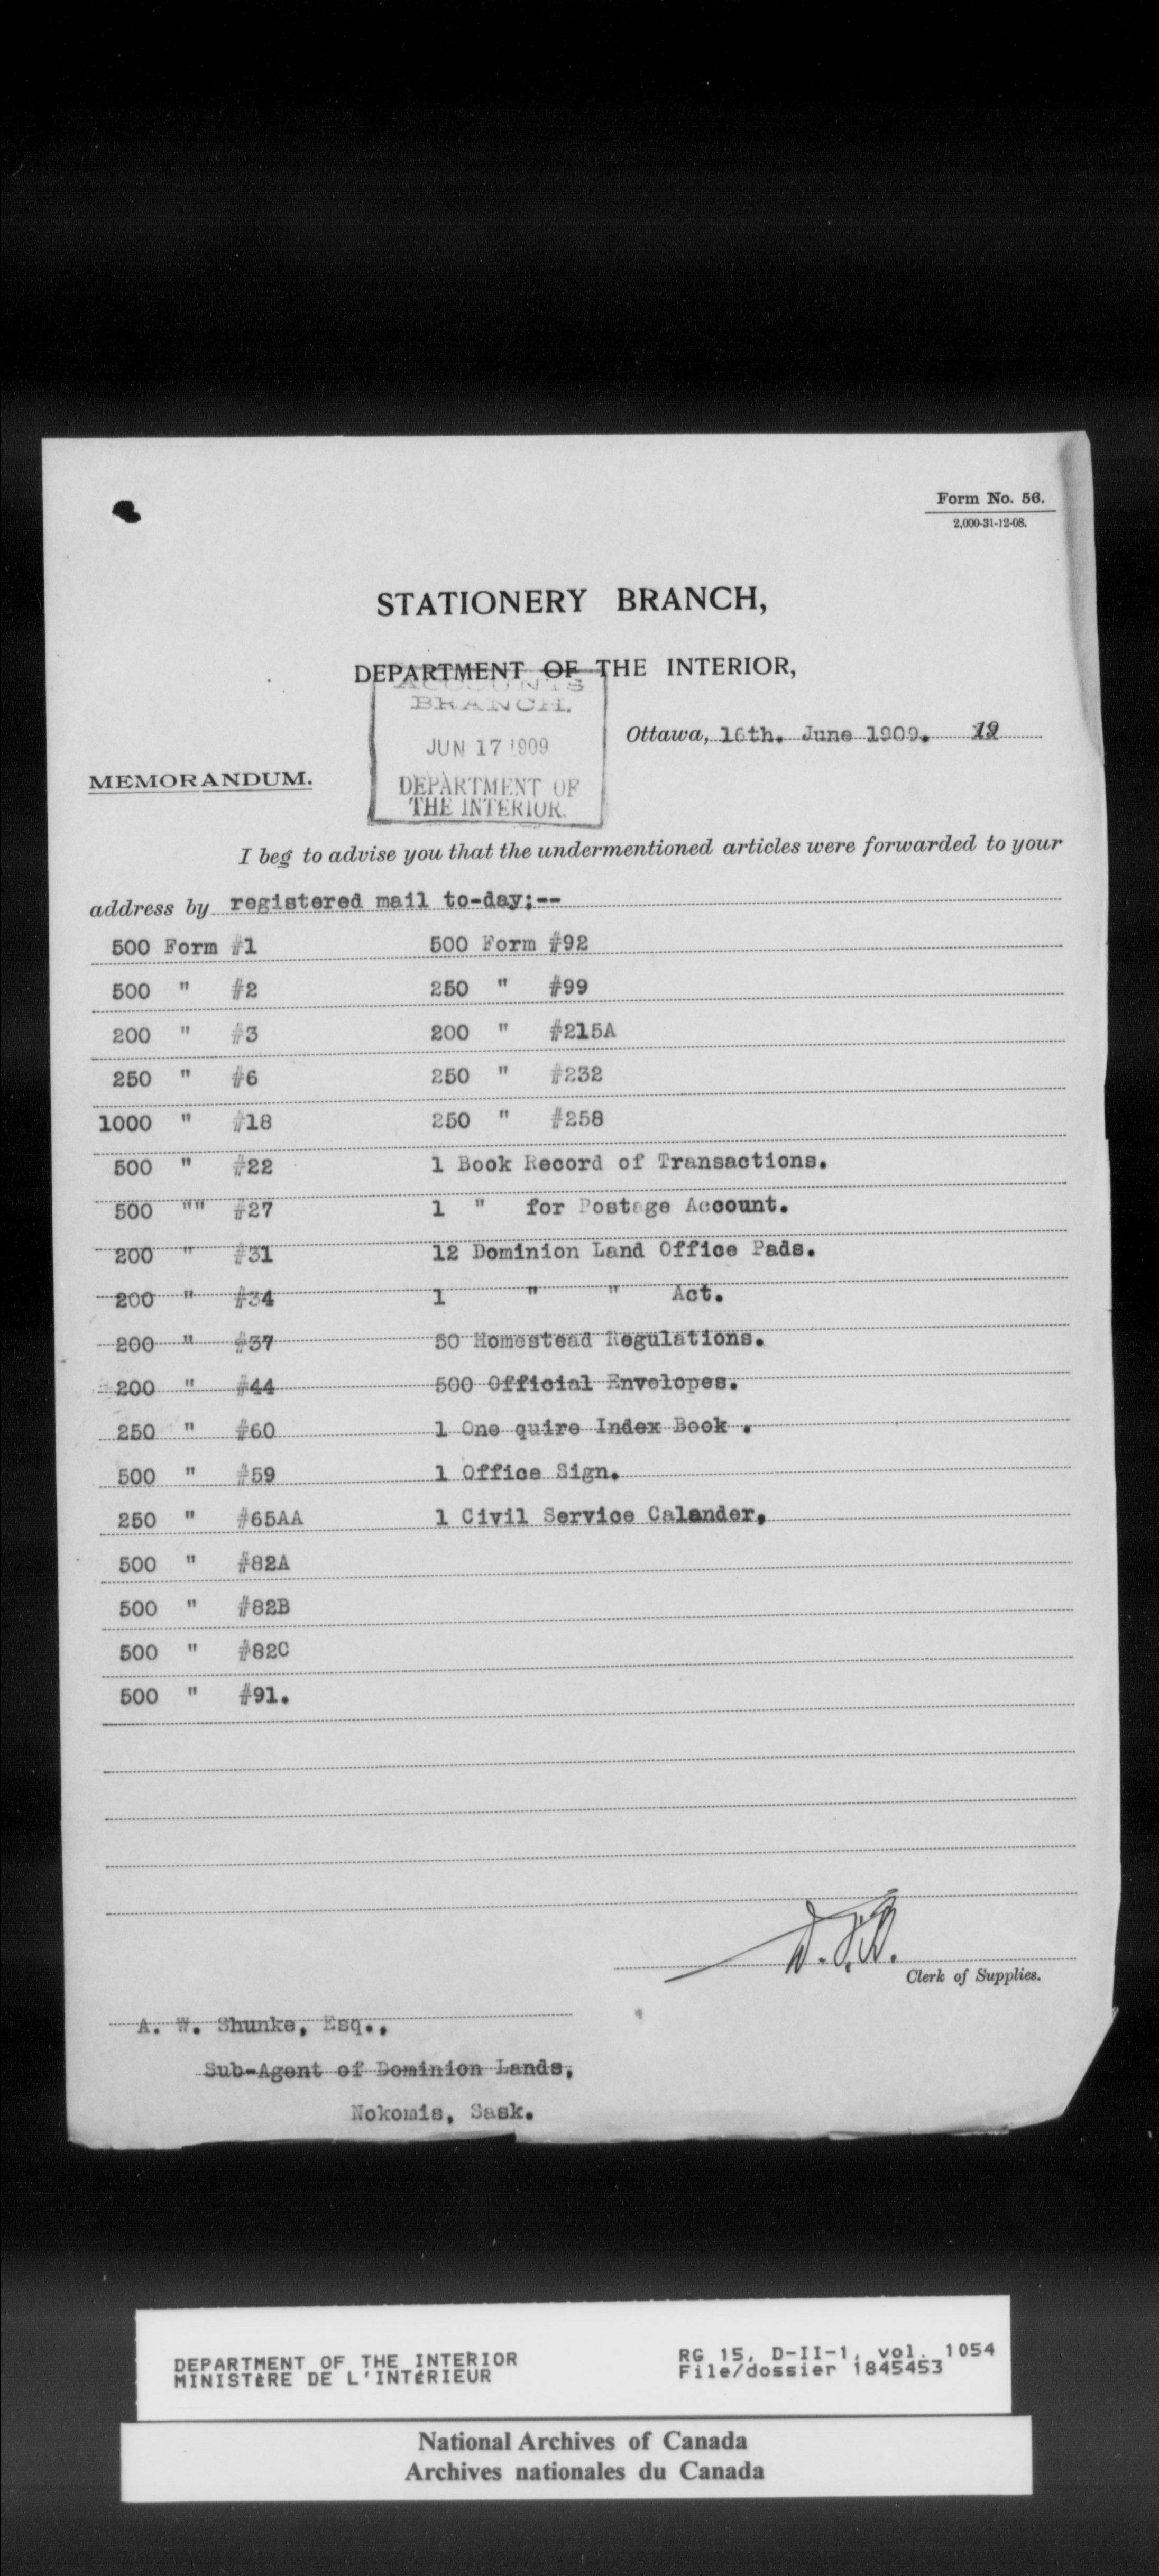 Form No. 56.
2,000-31-12-08.
STATIONERY BRANCH,
DEPARTMENT OF THE INTERIOR,
ACCOUNTS
BRANCH.
JUN 17 1909
DEPARTMENT OF
THE INTERIOR.
Ottawa, 16th. June 1909. 19
MEMORANDUM.
I beg to advise you that the undermentioned articles were forwarded to your
address by registered mail to-day;--
500 Form #1 500 Form #92
500 " #2 250 " #99
200 " #3 200 " #215A
250 " #6 250 " #232
1000 " #18 250 " #258
500 " #22 1 Book Record of Transactions.
500 "" #27 1 " for Postage Account.
200 " #31 12 Dominion Land Office Pads.
200 " #34 1 " " Act.
200 " #37 50 Homestead Regulations.
200 " #44 500 Official Envelopes.
250 " #60 1 One quire Index Book .
500 " #59 1 Office Sign.
250 " #65AA 1 Civil Service Calander,
500 " #82A
500 " #82B
500 " #82C
500 " #91.
Clerk of Supplies.
A. W. Shunke, Esq.,
Sub-Agent of Dominion Lands,
Nokomis, Sask.
DEPARTMENT OF THE INTERIOR RG 15, D-II-1, vol. 1054
MINISTÈRE DE L'INTÉRIEUR File/dossier 1845453
National Archives of Canada
Archives nationales du Canada